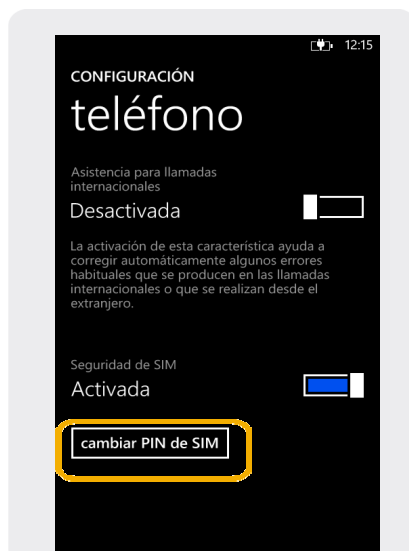 12:15
CONFIGURACIÓN
teléfono
Asistencia para llamadas
internacionales
Desactivada
La activación de esta característica ayuda a
corregir automáticamente algunos errores
habituales que se producen en las llamadas
internacionales o que se realizan desde el
extranjero.
Seguridad de SIM
Activada
cambiar PIN de SIM